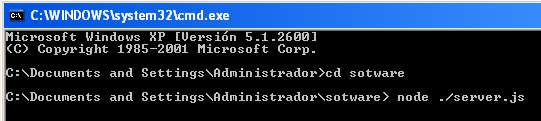 C:\WINDOWS\system32\cmd.exe
Microsoft Windows XP [Versión 5.1.2600]
(C) Copyright 1985-2001 Microsoft Corp.
C:\Documents and Settings\Administrador>cd sotware
C:\Documents and Settings\Administrador\sotware> node ./server.js